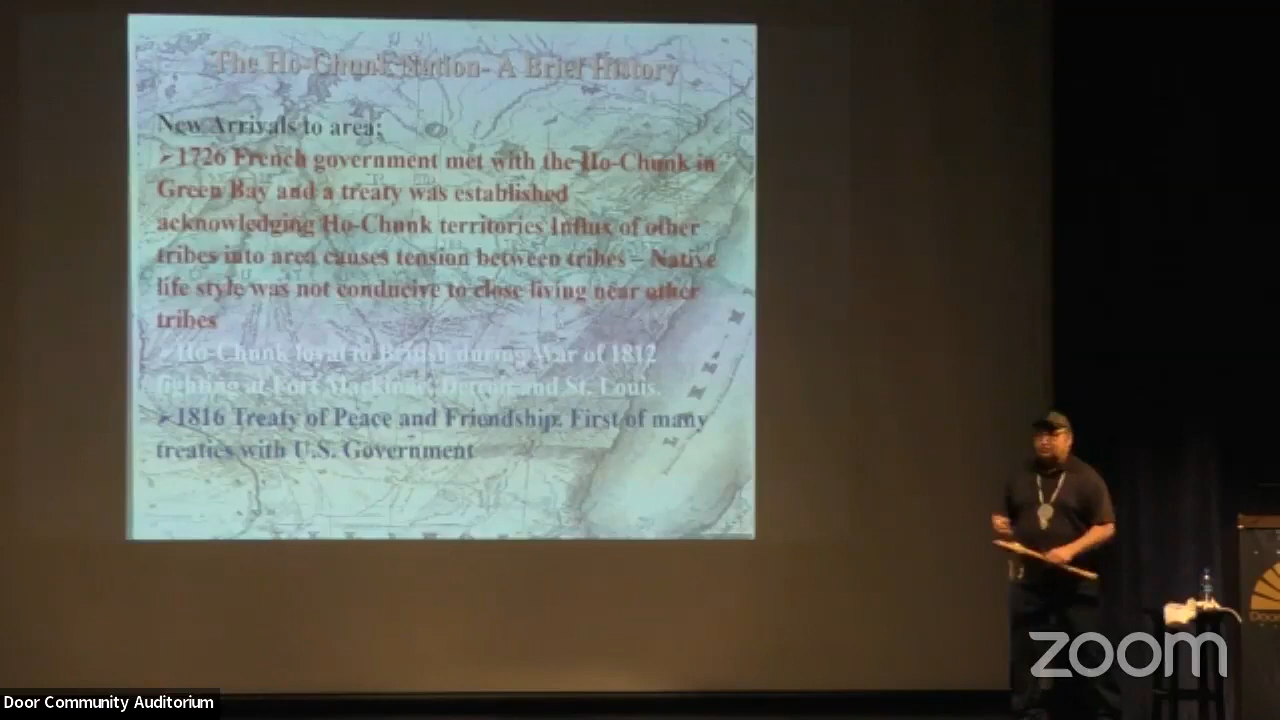 The Ho-Chunk Nation- A Brief History
New Arrivals to area:
➢1726 French government met with the Ho-Chunk in
Green Bay and a treaty was established
acknowledging Ho-Chunk territories Influx of other
tribes into area causes tension between tribes – Native
life style was not conducive to close living near other
tribes
➢Ho-Chunk loyal to British during War of 1812
fighting at Fort Mackinac, Detroit and St. Louis.
➢1816 Treaty of Peace and Friendship: First of many
treaties with U.S. Government
zoom
Door Community Auditorium